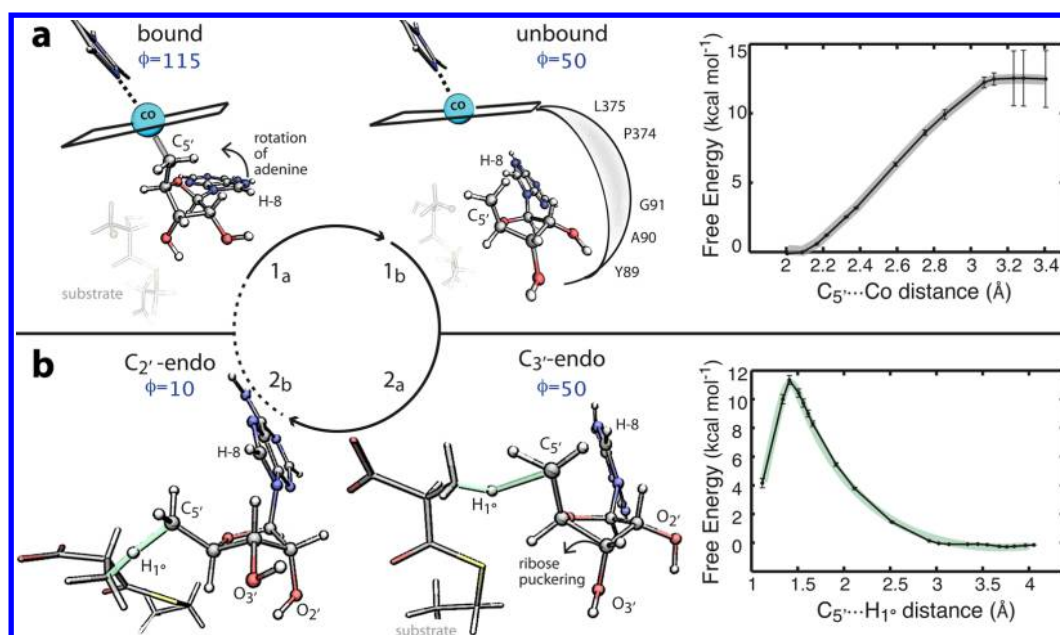 a
bound
ϕ=115
co
C5'
rotation
of
adenine
H-8
substrate
unbound
ϕ=50
co
L375
P374
H-8
C5'
G91
A90
Y89
1a
1b
Free Energy (kcal mol⁻¹)
15
10
5
0
2 2.2 2.4 2.6 2.8 3 3.2 3.4
C5'···Co distance (Å)
b
C2'-endo
ϕ=10
2b
2a
H-8
C5'
H1°
O3'
O2'
C3'-endo
ϕ=50
C5'
H-8
H1°
O2'
ribose
puckering
O3'
substrate
Free Energy (kcal mol⁻¹)
12
10
8
6
4
2
0
1 1.5 2 2.5 3 3.5 4
C5'···H1° distance (Å)